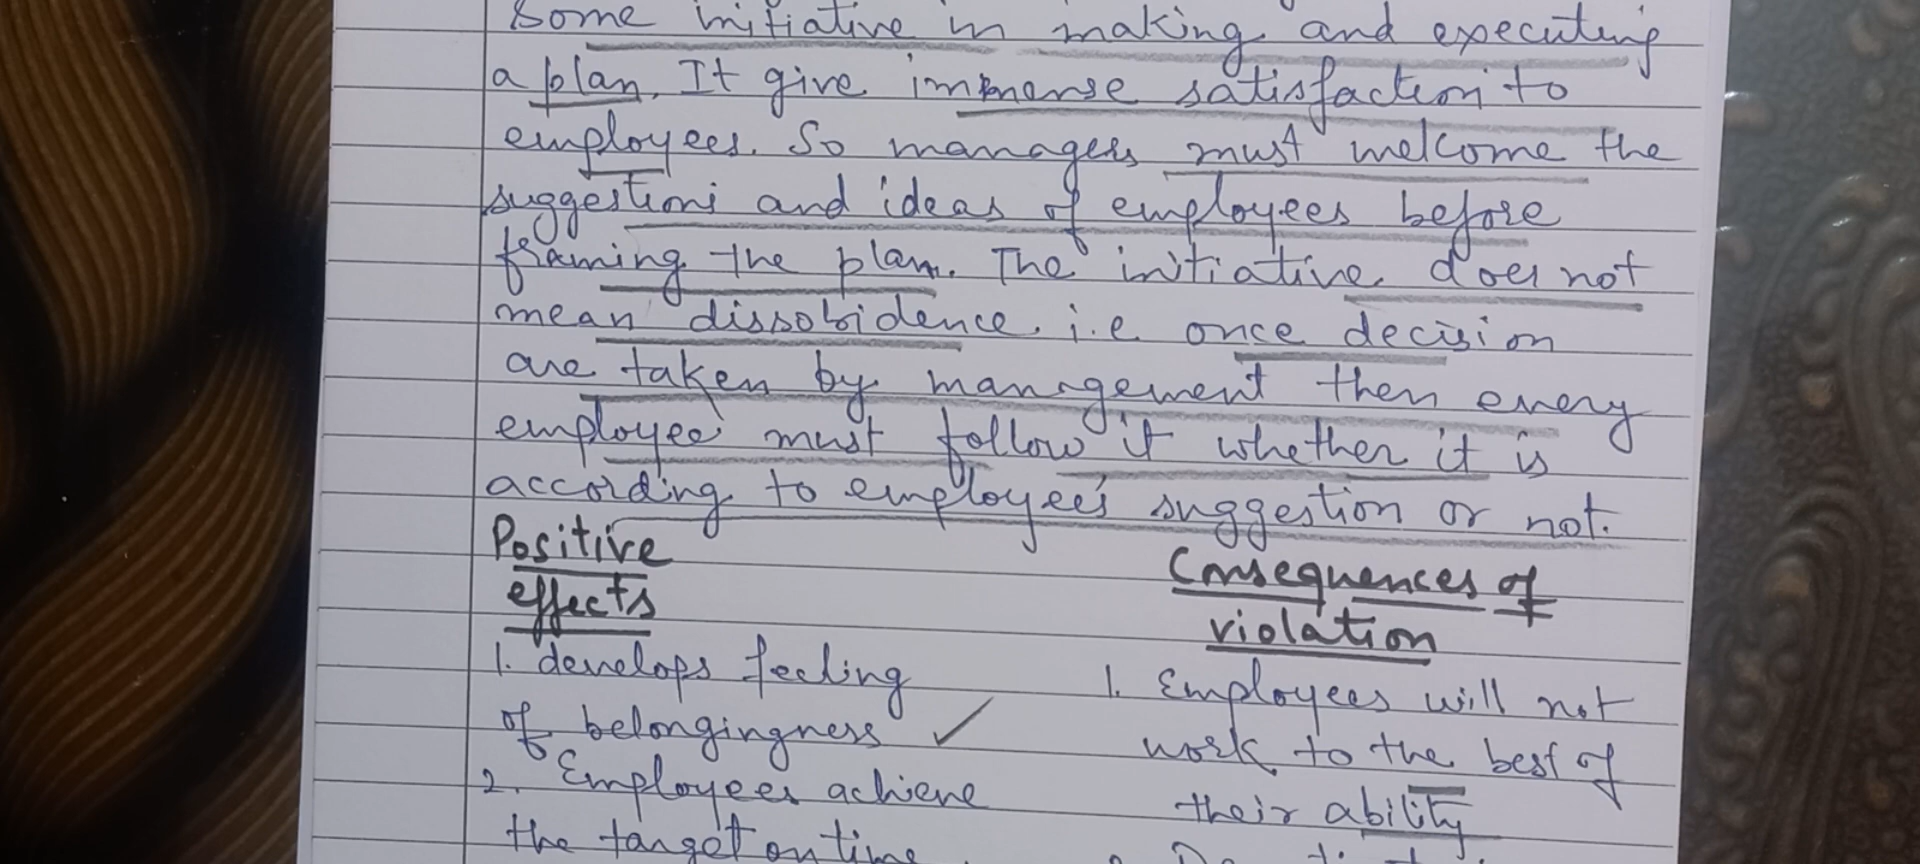 some initiative in making and executing
a plan. It give immense satisfaction to
employees. So managers must welcome the
suggestions and ideas of employees before
framing the plan. The initiative does not
mean dissobidence i.e once decision
are taken by management then every
employee must follow it whether it is
according to employee's suggestion or not.
Positive
effects
1. develops feeling
of belongingness ✓
2. Employees achieve
the target on time
Consequences of
violation
1. Employees will not
work to the best of
their ability